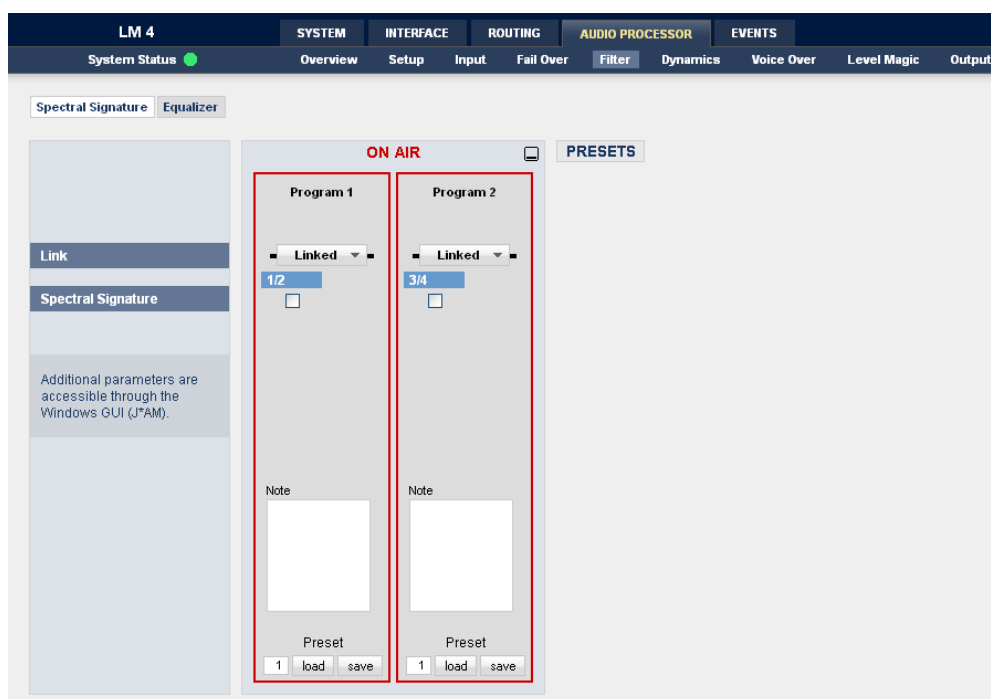 LM 4 SYSTEM INTERFACE ROUTING AUDIO PROCESSOR EVENTS
System Status Overview Setup Input Fail Over Filter Dynamics Voice Over Level Magic Output
Spectral Signature Equalizer
ON AIR PRESETS
Program 1 Program 2
Link Linked Linked
1/2 3/4
Spectral Signature
Additional parameters are
accessible through the
Windows GUI (J*AM).
Note Note
Preset Preset
1 load save 1 load save